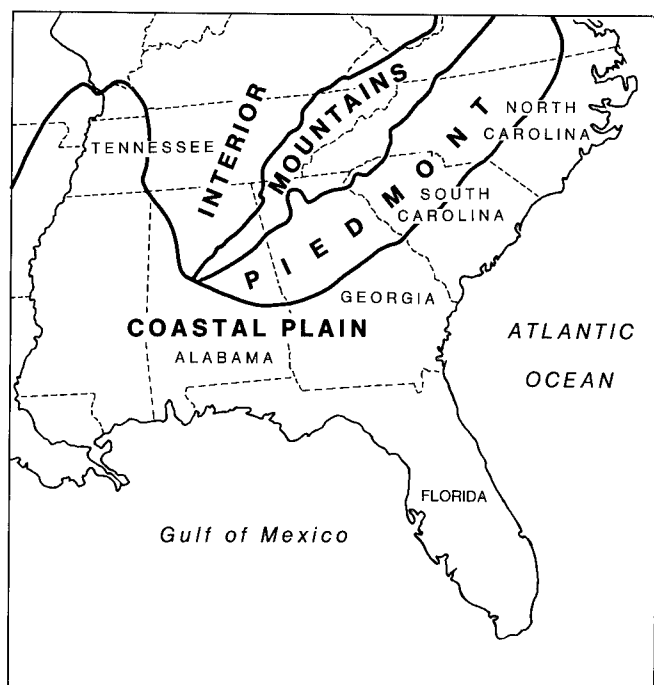 INTERIOR
MOUNTAINS
PIEDMONT
NORTH
CAROLINA
TENNESSEE
SOUTH
CAROLINA
GEORGIA
COASTAL PLAIN
ALABAMA
ATLANTIC
OCEAN
FLORIDA
Gulf of Mexico